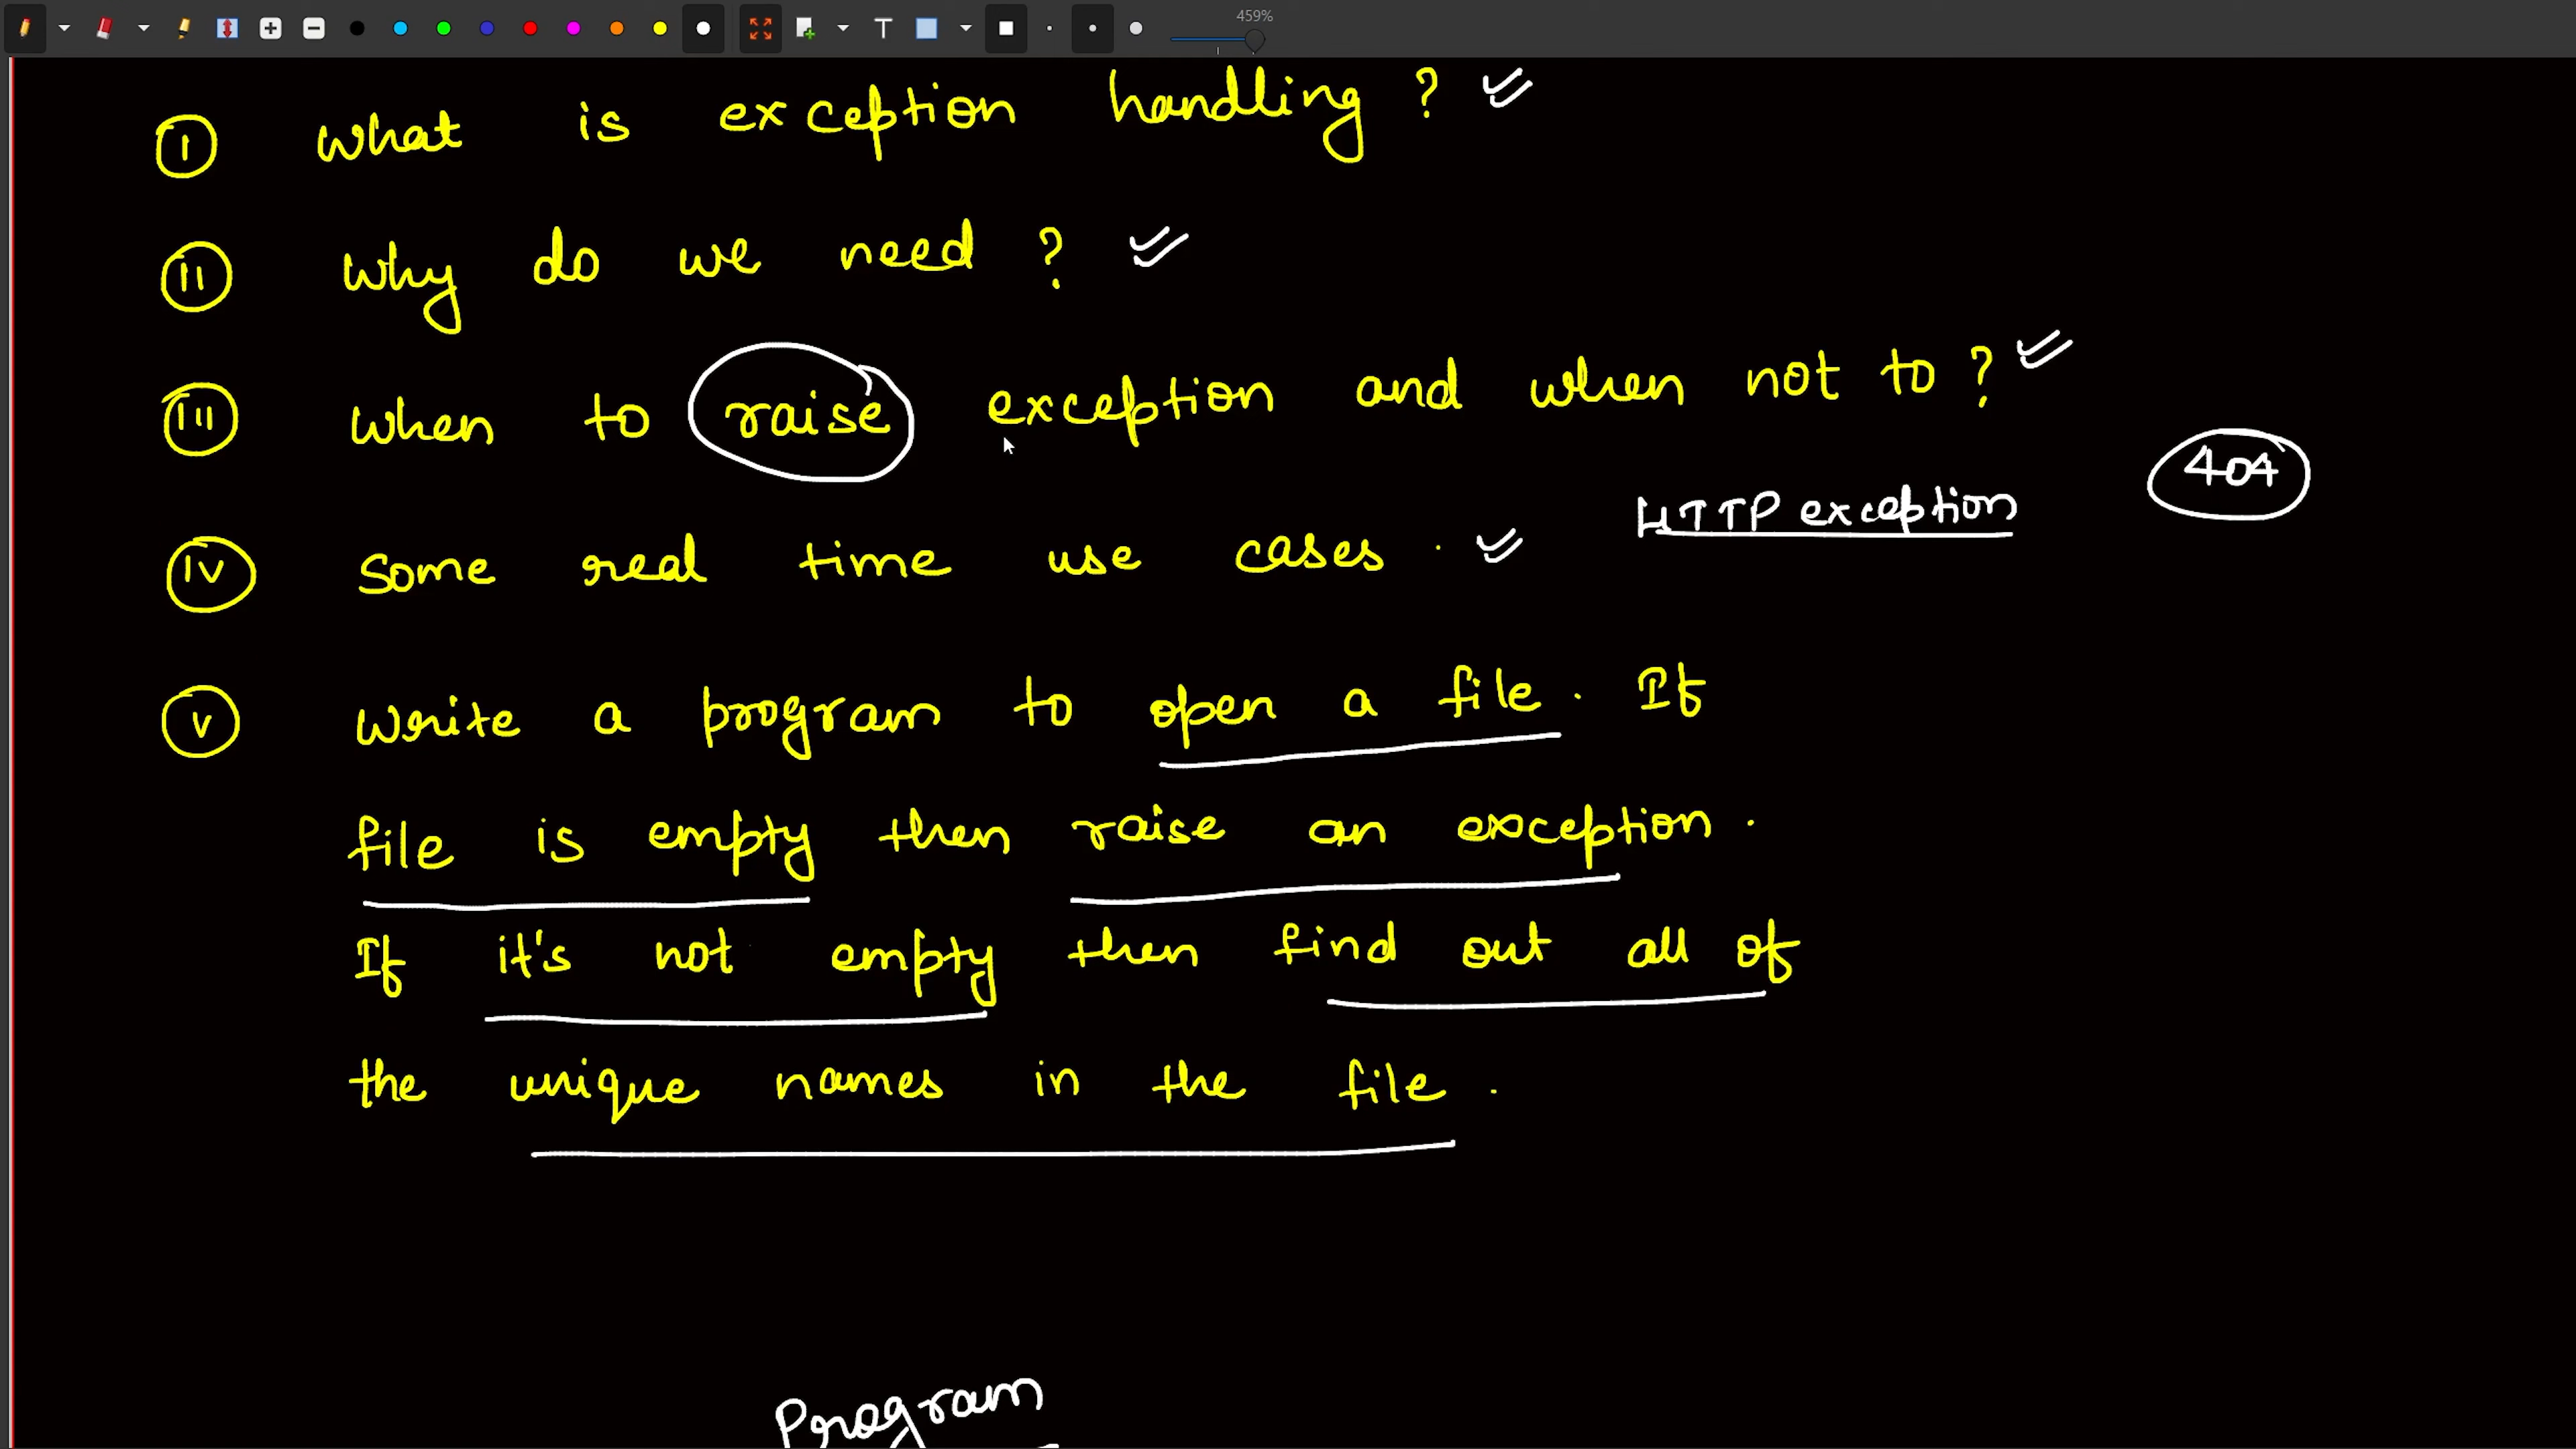 459%
T
i what is exception handling ?
ii why do we need ?
iii when to raise exception and when not to ?
404
HTTP exception
iv some real time use cases .
v write a program to open a file . If
file is empty then raise an exception .
If it's not empty then find out all of
the unique names in the file .
Program